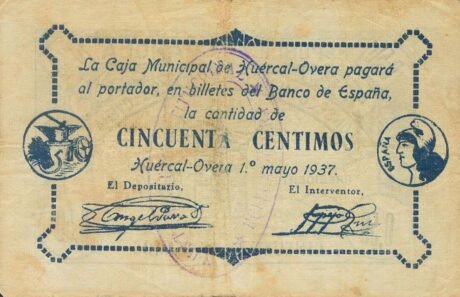 La Caja Municipal de Huércal-Overa pagará
al portador, en billetes del Banco de España,
la cantidad de
CINCUENTA CENTIMOS
Huércal-Overa 1.º mayo 1937.
El Depositario,
El Interventor,
ESPAÑA